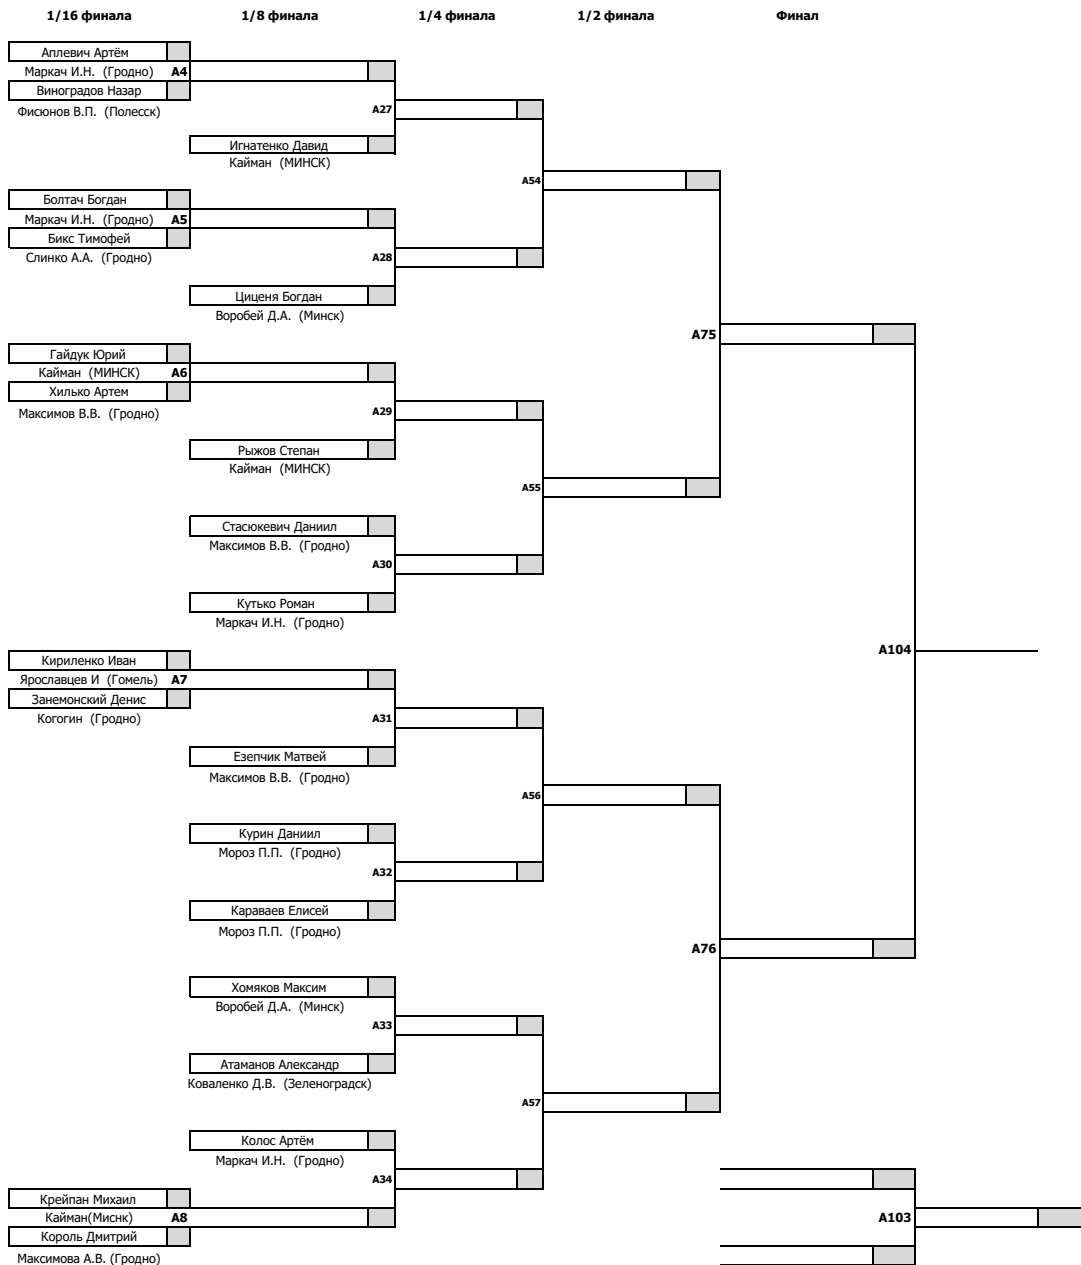 1/16 финала 1/8 финала 1/4 финала 1/2 финала Финал
Аплевич Артём
Маркач И.Н. (Гродно) A4
Виноградов Назар
Фисюнов В.П. (Полесск)
A27
Игнатенко Давид
Кайман (МИНСК)
A54
Болтач Богдан
Маркач И.Н. (Гродно) A5
Бикс Тимофей
Слинко А.А. (Гродно)
A28
Циценя Богдан
Воробей Д.А. (Минск)
A75
Гайдук Юрий
Кайман (МИНСК) A6
Хилько Артем
Максимов В.В. (Гродно)
A29
Рыжов Степан
Кайман (МИНСК)
A55
Стасюкевич Даниил
Максимов В.В. (Гродно)
A30
Кутько Роман
Маркач И.Н. (Гродно)
A104
Кириленко Иван
Ярославцев И (Гомель) A7
Занемонский Денис
Когогин (Гродно)
A31
Езепчик Матвей
Максимов В.В. (Гродно)
A56
Курин Даниил
Мороз П.П. (Гродно)
A32
Караваев Елисей
Мороз П.П. (Гродно)
A76
Хомяков Максим
Воробей Д.А. (Минск)
A33
Атаманов Александр
Коваленко Д.В. (Зеленоградск)
A57
Колос Артём
Маркач И.Н. (Гродно)
A34
Крейпан Михаил
Кайман(Миснк) A8
Король Дмитрий
Максимова А.В. (Гродно)
A103